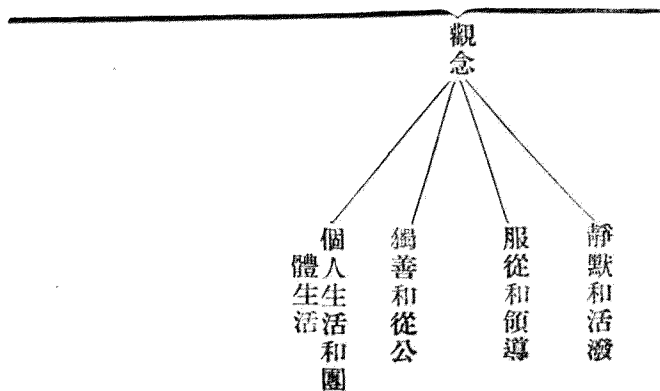 觀念
靜默和活潑
服從和領導
獨善和從公
個人生活和團
體生活